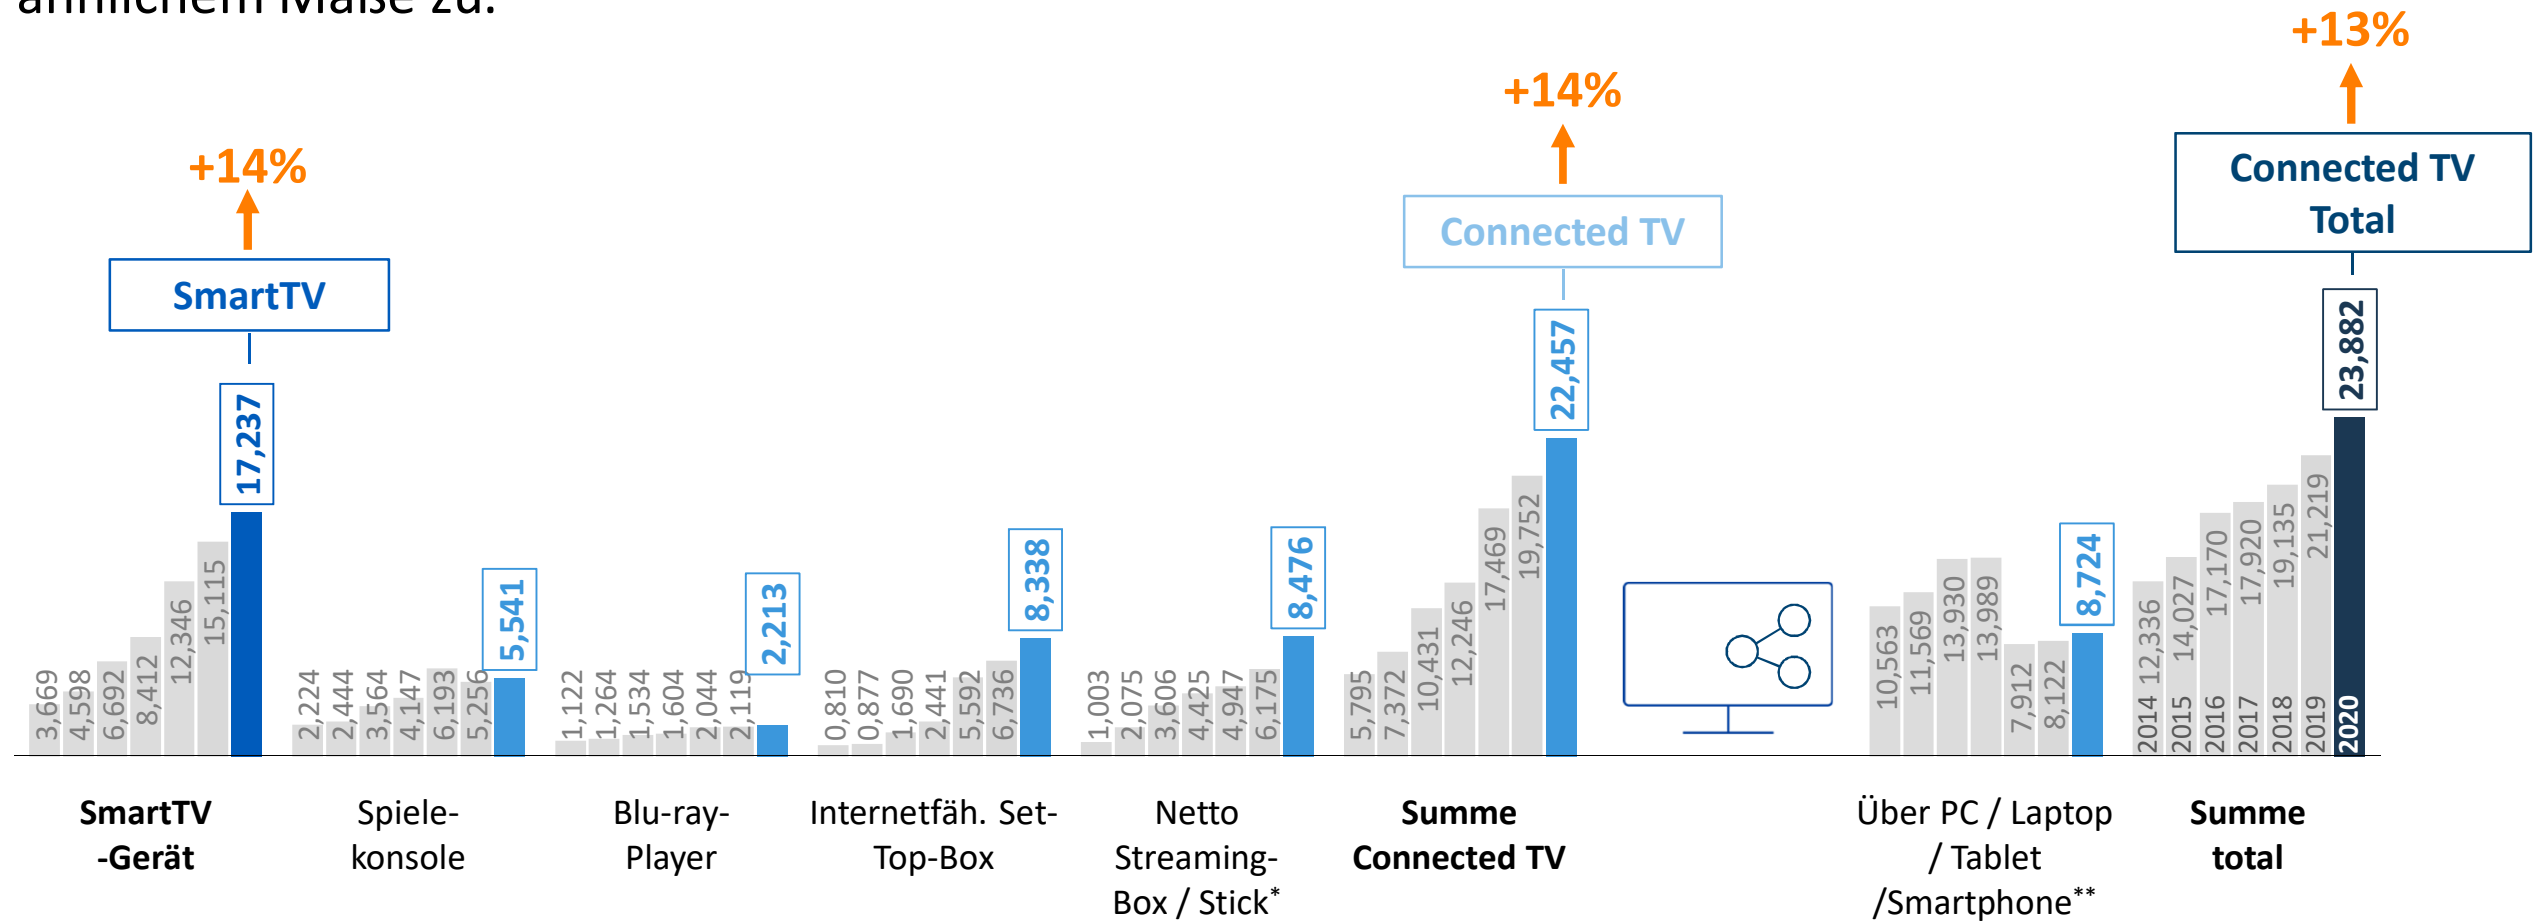 ähnlichem Maße zu.
+13%
+14%
+14%
Connected TV
Total
Connected TV
SmartTV
17,237
22,457
23,882
3,669
4,598
6,692
8,412
12,346
15,115
2,224
2,444
3,564
4,147
6,193
5,256
5,541
1,122
1,264
1,534
1,604
2,044
2,119
2,213
0,810
0,877
1,690
2,441
5,592
6,736
8,338
1,003
2,075
3,606
4,425
4,947
6,175
8,476
5,795
7,372
10,431
12,246
17,469
19,752
10,563
11,569
13,930
13,989
7,912
8,122
8,724
2014 12,336
2015 14,027
2016 17,170
2017 17,920
2018 19,135
2019 21,219
2020
SmartTV
-Gerät
Spiele-
konsole
Blu-ray-
Player
Internetfäh. Set-
Top-Box
Netto
Streaming-
Box / Stick*
Summe
Connected TV
Über PC / Laptop
/ Tablet
/Smartphone**
Summe
total